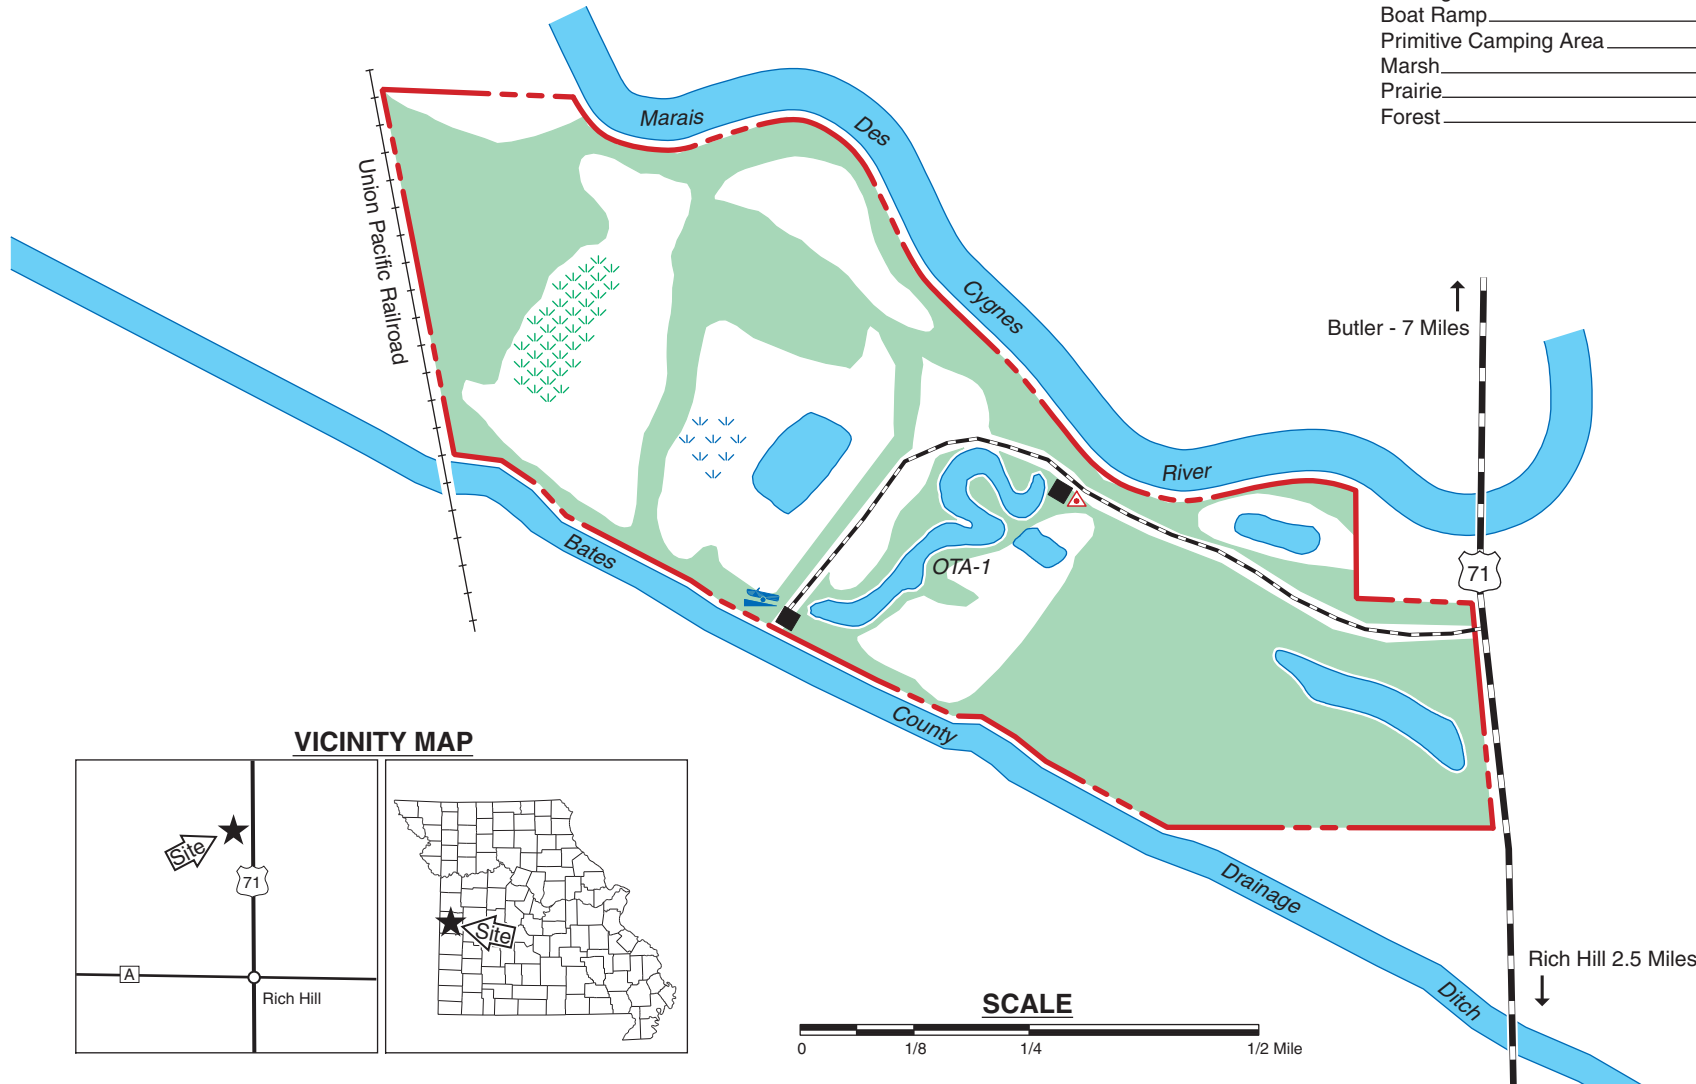 Boat Ramp
Primitive Camping Area
Marsh
Prairie
Forest
Marais
Des
Cygnes
River
Union Pacific Railroad
Butler - 7 Miles
71
OTA-1
Bates
County
Drainage
Ditch
Rich Hill 2.5 Miles
VICINITY MAP
Site
71
A
Rich Hill
Site
SCALE
0 1/8 1/4 1/2 Mile